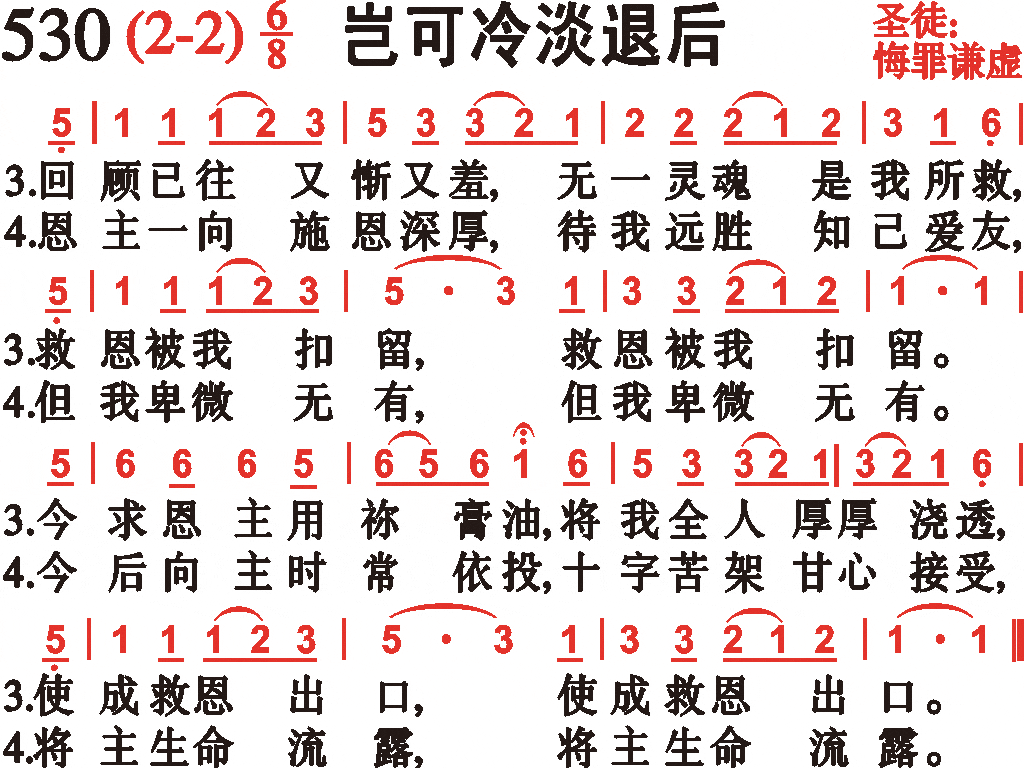 530 (2-2) 6/8 岂可冷淡退后 圣徒:
悔罪谦虚
5 | 1 1 1 2 3 | 5 3 3 2 1 | 2 2 2 1 2 | 3 1 6 |
3.回顾已往 又惭又羞, 无一灵魂 是我所救,
4.恩主一向 施恩深厚, 待我远胜 知己爱友,
5 | 1 1 1 2 3 | 5 · 3 1 | 3 3 2 1 2 | 1 · 1 |
3.救恩被我 扣留, 救恩被我 扣留。
4.但我卑微 无有, 但我卑微 无有。
5 | 6 6 6 5 | 6 5 6 1 6 | 5 3 3 2 1 | 3 2 1 6 |
3.今求恩主用祢 膏油,将我全人厚厚 浇透,
4.今后向主时常 依投,十字苦架甘心 接受,
5 | 1 1 1 2 3 | 5 · 3 1 | 3 3 2 1 2 | 1 · 1 ‖
3.使成救恩 出口, 使成救恩 出口。
4.将主生命 流露, 将主生命 流露。